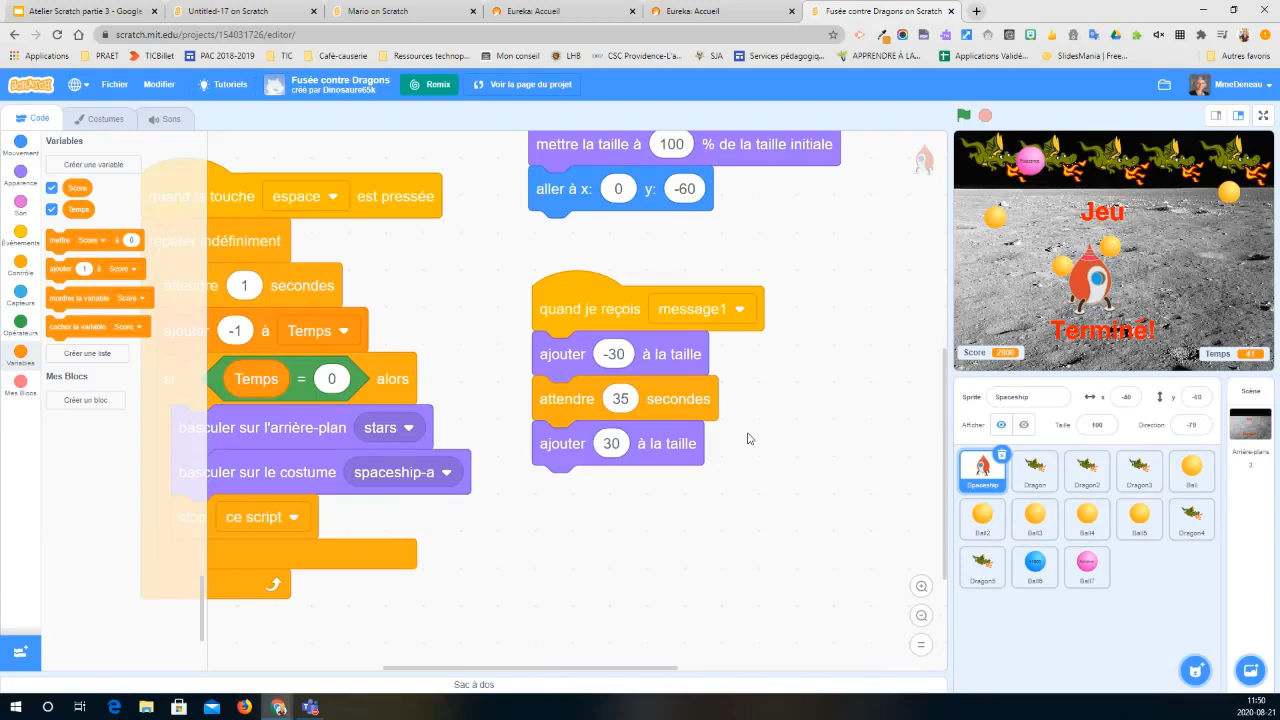 Atelier Scratch partie 3 - Google
Untitled-17 on Scratch
Mario on Scratch
Eureka: Accueil
Eureka: Accueil
Fusée contre Dragons on Scratch
scratch.mit.edu/projects/154031726/editor/
Applications
PRAET
TICBillet
PAC 2018-2019
TIC
Café-causerie
Ressources technop...
Mon conseil
LHB
CSC Providence-L'a...
SJA
Services pédagogiq...
APPRENDRE À LA...
Applications Validé...
SlidesMania | Free...
Autres favoris
SCRATCH
Fichier
Modifier
Tutoriels
Fusée contre Dragons
créé par Dinosaure65k
Remix
Voir la page du projet
MmeDeneau
Code
Costumes
Sons
Mouvement
Apparence
Son
Événements
Contrôle
Capteurs
Opérateurs
Variables
Mes Blocs
Variables
Créer une variable
Score
Temps
mettre Score à 0
ajouter 1 à Score
montrer la variable Score
cacher la variable Score
Créer une liste
Mes Blocs
Créer un bloc
quand la touche espace est pressée
répéter indéfiniment
attendre 1 secondes
ajouter -1 à Temps
si Temps = 0 alors
basculer sur l'arrière-plan stars
basculer sur le costume spaceship-a
stop ce script
mettre la taille à 100 % de la taille initiale
aller à x: 0 y: -60
quand je reçois message1
ajouter -30 à la taille
attendre 35 secondes
ajouter 30 à la taille
Jeu
Terminé!
Score 2800
Temps 41
Sprite Spaceship x -40 y -40
Afficher Taille 100 Direction -79
Scène
Arrière-plans
3
Spaceship
Dragon
Dragon2
Dragon3
Ball
Ball2
Ball3
Ball4
Ball5
Dragon4
Dragon5
Ball6
Ball7
Sac à dos
11:50
2020-08-21